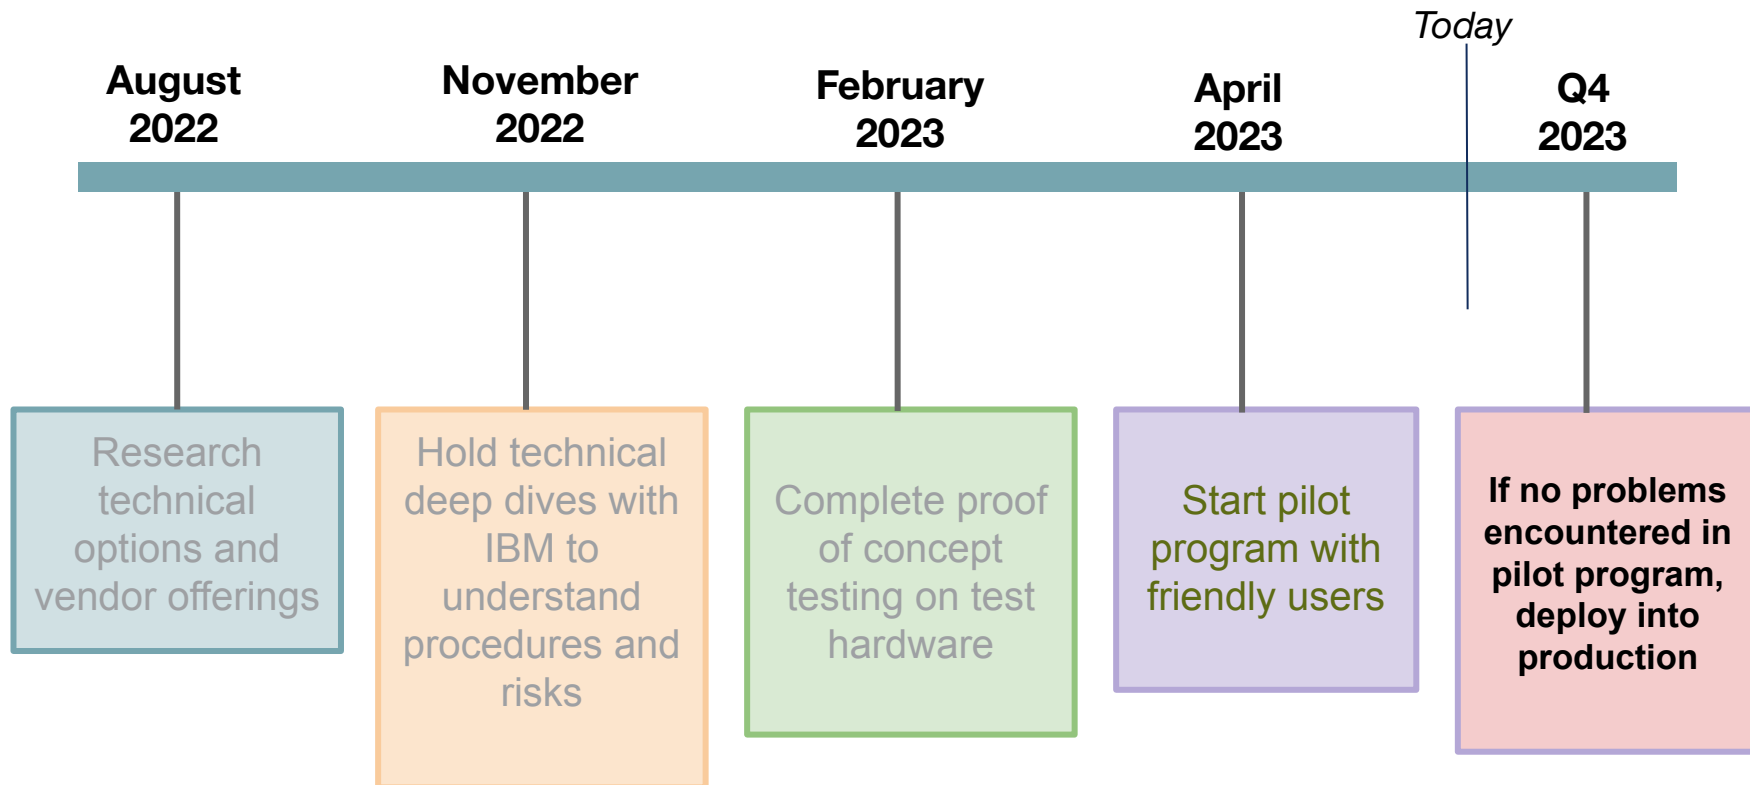 Today
August
2022
November
2022
February
2023
April
2023
Q4
2023
Research
technical
options and
vendor offerings
Hold technical
deep dives with
IBM to
understand
procedures and
risks
Complete proof
of concept
testing on test
hardware
Start pilot
program with
friendly users
If no problems
encountered in
pilot program,
deploy into
production